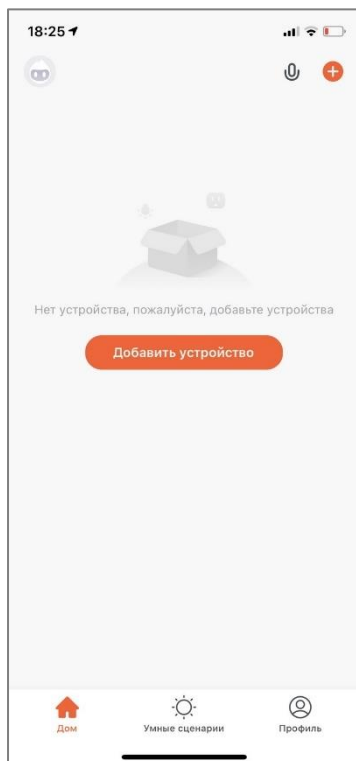 18:25
Нет устройства, пожалуйста, добавьте устройства
Добавить устройство
Дом
Умные сценарии
Профиль